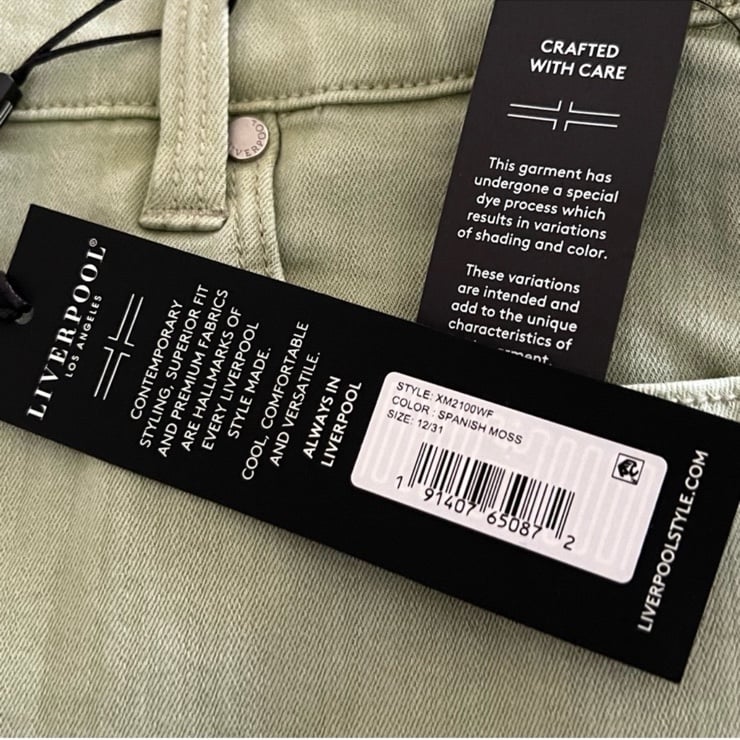 CRAFTED
WITH CARE
This garment has
undergone a special
dye process which
results in variations
of shading and color.
These variations
are intended and
add to the unique
characteristics of
LIVERPOOL®
LOS ANGELES
CONTEMPORARY
STYLING, SUPERIOR FIT
AND PREMIUM FABRICS
ARE HALLMARKS OF
EVERY LIVERPOOL
STYLE MADE.
COOL, COMFORTABLE
AND VERSATILE.
ALWAYS IN
LIVERPOOL
STYLE: XM2100WF
COLOR : SPANISH MOSS
SIZE: 12/31
1 91407 65087 2
LIVERPOOLSTYLE.COM